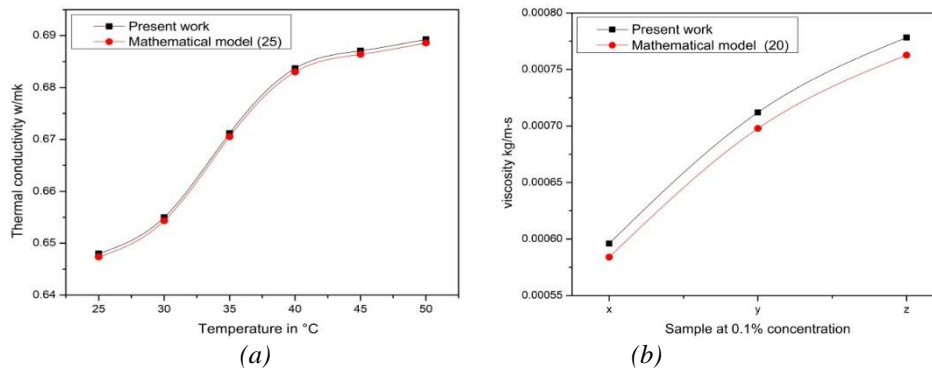 Present work
Mathematical model (25)
0.69
0.68
0.67
0.66
0.65
0.64
Thermal conductivity w/mk
25 30 35 40 45 50
Temperature in °C
(a)
Present work
Mathematical model (20)
0.00080
0.00075
0.00070
0.00065
0.00060
0.00055
viscosity kg/m-s
x y z
Sample at 0.1% concentration
(b)